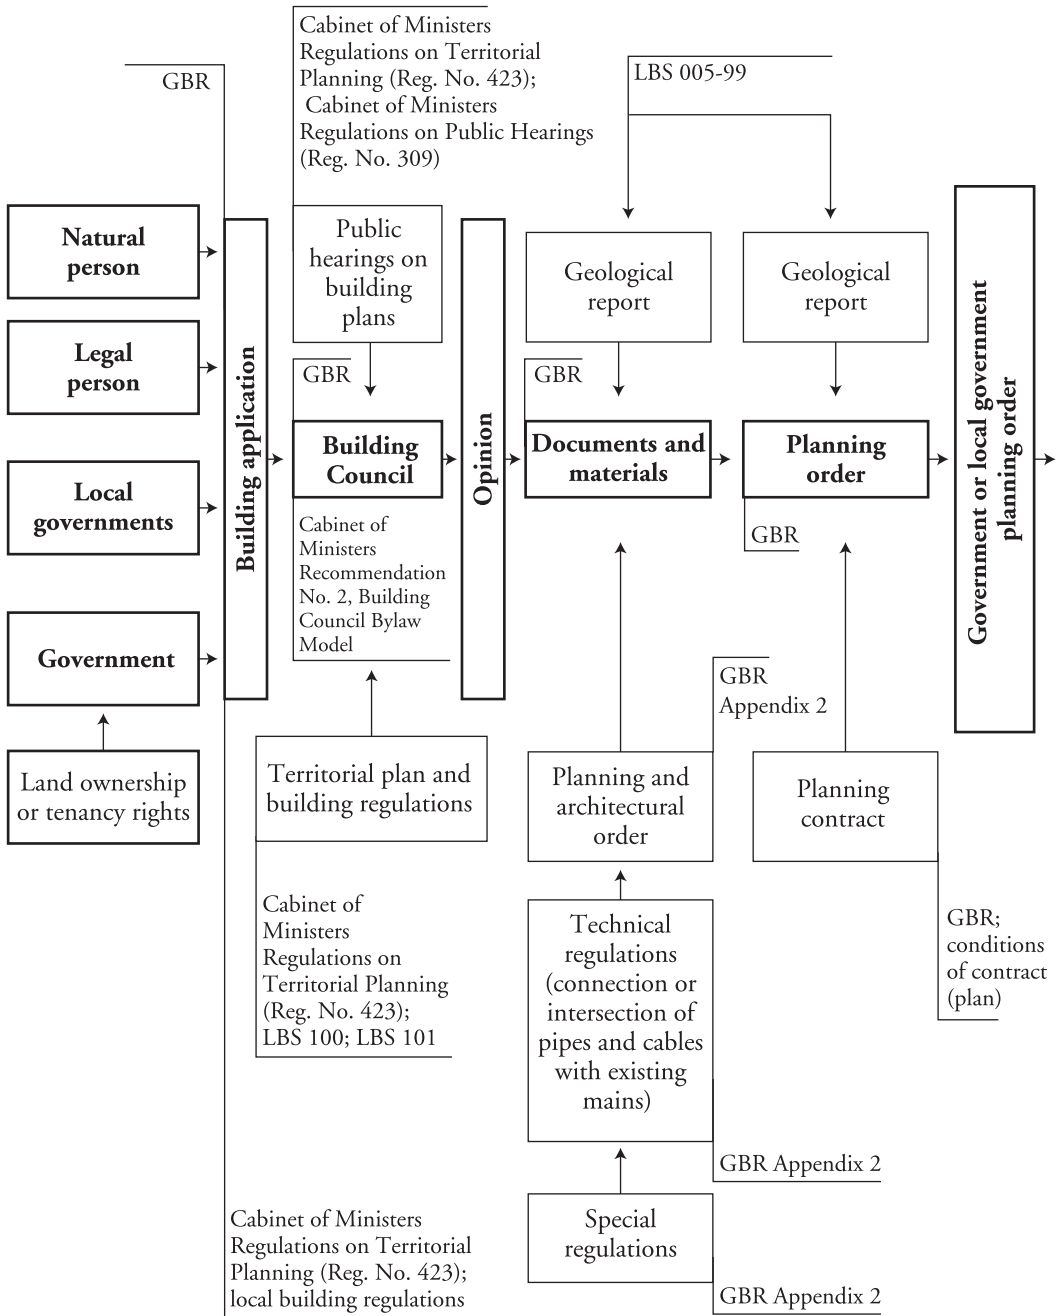 GBR
Cabinet of Ministers
Regulations on Territorial
Planning (Reg. No. 423);
Cabinet of Ministers
Regulations on Public Hearings
(Reg. No. 309)
LBS 005-99
Natural
person
Legal
person
Local
governments
Government
Land ownership
or tenancy rights
Building application
Public
hearings on
building
plans
GBR
Building
Council
Cabinet of
Ministers
Recommendation
No. 2, Building
Council Bylaw
Model
Territorial plan and
building regulations
Cabinet of
Ministers
Regulations on
Territorial Planning
(Reg. No. 423);
LBS 100; LBS 101
Cabinet of Ministers
Regulations on Territorial
Planning (Reg. No. 423);
local building regulations
Opinion
Geological
report
GBR
Documents and
materials
GBR
Appendix 2
Planning and
architectural
order
Technical
regulations
(connection or
intersection of
pipes and cables
with existing
mains)
GBR Appendix 2
Special
regulations
GBR Appendix 2
Geological
report
Planning
order
GBR
Planning
contract
GBR;
conditions
of contract
(plan)
Government or local government
planning order